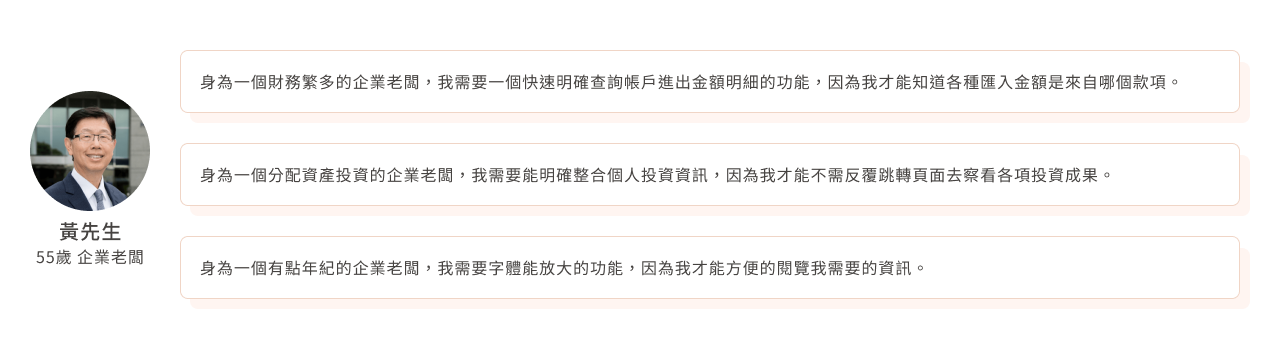 身為一個財務繁多的企業老闆，我需要一個快速明確查詢帳戶進出金額明細的功能，因為我才能知道各種匯入金額是來自哪個款項。
身為一個分配資產投資的企業老闆，我需要能明確整合個人投資資訊，因為我才能不需反覆跳轉頁面去察看各項投資成果。
黃先生
55歲 企業老闆
身為一個有點年紀的企業老闆，我需要字體能放大的功能，因為我才能方便的閱覽我需要的資訊。